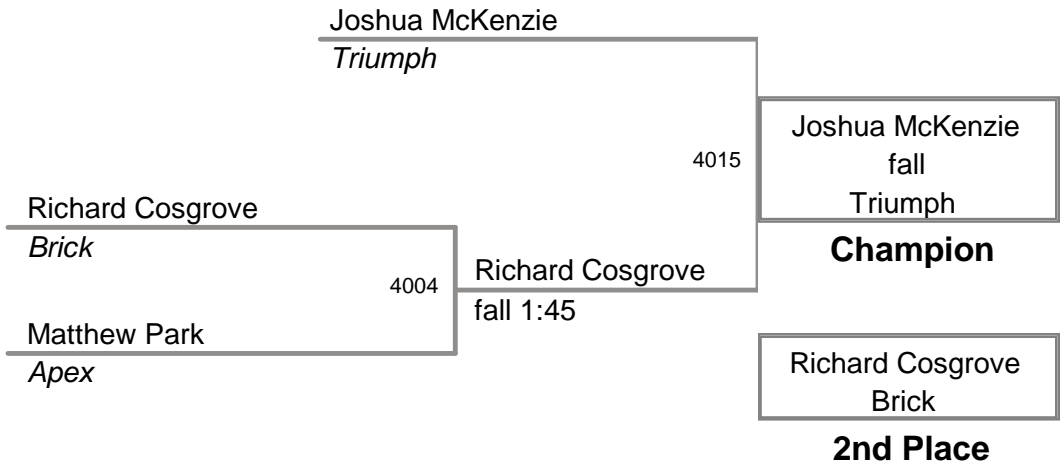 Joshua McKenzie
Triumph
4015
Joshua McKenzie
fall
Triumph
Champion
Richard Cosgrove
Brick
4004
Richard Cosgrove
fall 1:45
Matthew Park
Apex
Richard Cosgrove
Brick
2nd Place